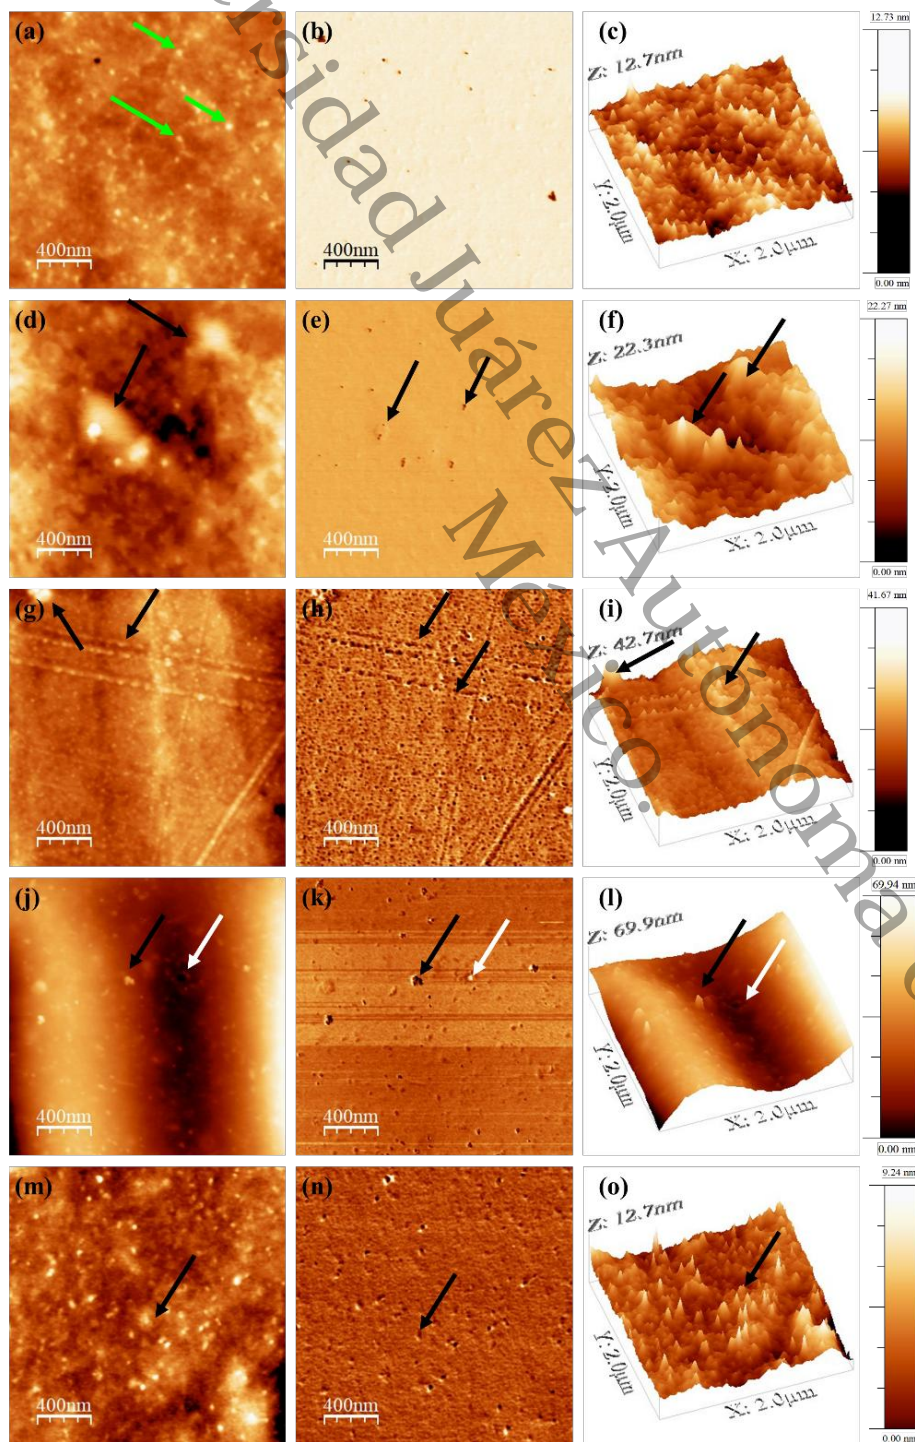 (a)
400nm
(b)
400nm
(c)
Z: 12.7nm
Y: 2.0µm
X: 2.0µm
12.73 nm
0.00 nm
(d)
400nm
(e)
400nm
(f)
Z: 22.3nm
Y: 2.0µm
X: 2.0µm
22.27 nm
0.00 nm
(g)
400nm
(h)
400nm
(i)
Z: 42.7nm
Y: 2.0µm
X: 2.0µm
41.67 nm
0.00 nm
(j)
400nm
(k)
400nm
(l)
Z: 69.9nm
Y: 2.0µm
X: 2.0µm
69.94 nm
0.00 nm
(m)
400nm
(n)
400nm
(o)
Z: 12.7nm
Y: 2.0µm
X: 2.0µm
9.24 nm
0.00 nm
ersidad Juárez Autónoma
México.